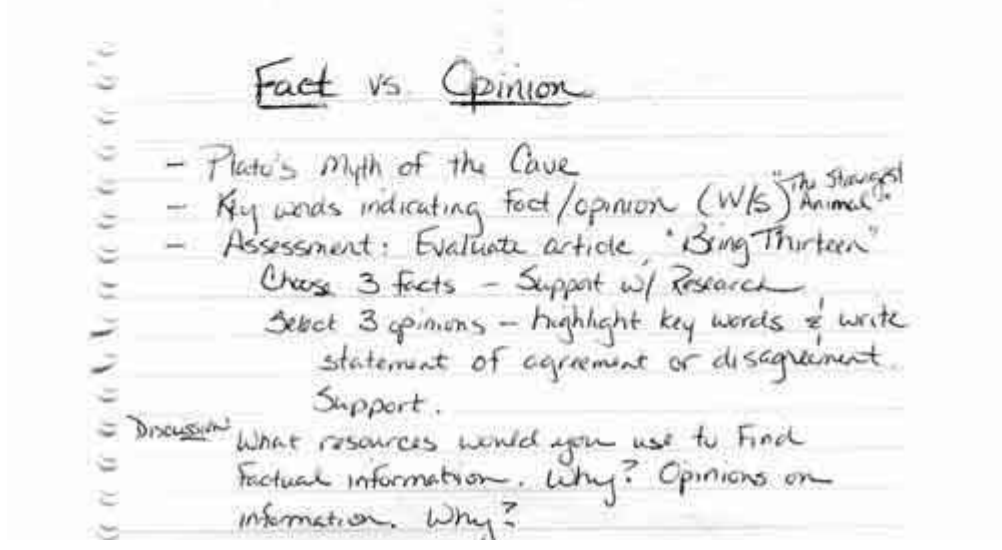 Fact vs. Opinion
- Plato's Myth of the Cave
- Key words indicating fact/opinion (W/S) "The Strangest Animal"
- Assessment: Evaluate article, "Being Thirteen"
Choose 3 facts - Support w/ Research
Select 3 opinions - highlight key words & write
statement of agreement or disagreement.
Support.
Discussion: What resources would you use to find
factual information. Why? Opinions on
information. Why?